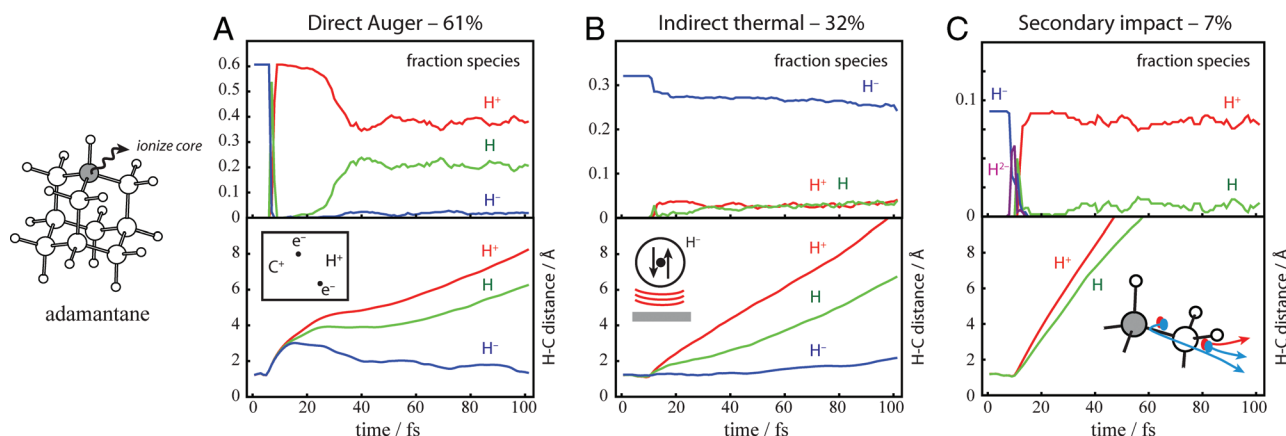 A
Direct Auger – 61%
fraction species
0.6
0.5
0.4
0.3
0.2
0.1
0
H⁺
H
H⁻
8
6
4
2
0
e⁻
C⁺
H⁺
e⁻
H⁺
H
H⁻
H-C distance / Å
0 20 40 60 80 100
time / fs
ionize core
adamantane
B
Indirect thermal – 32%
fraction species
0.3
0.2
0.1
0
H⁻
H⁺ H
8
6
4
2
0
H⁻
H⁺
H
H⁻
H-C distance / Å
0 20 40 60 80 100
time / fs
C
Secondary impact – 7%
fraction species
0.1
0
H⁻
H²⁻
H⁺
H
8
6
4
2
0
H⁺
H
H-C distance / Å
0 20 40 60 80 100
time / fs